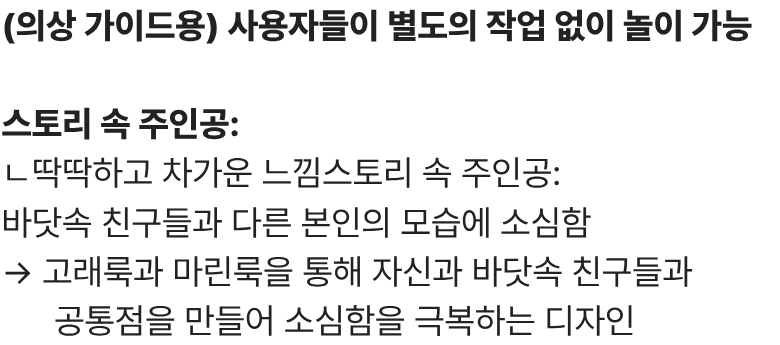 (의상 가이드용) 사용자들이 별도의 작업 없이 놀이 가능
스토리 속 주인공:
ㄴ딱딱하고 차가운 느낌스토리 속 주인공:
바닷속 친구들과 다른 본인의 모습에 소심함
→ 고래룩과 마린룩을 통해 자신과 바닷속 친구들과
공통점을 만들어 소심함을 극복하는 디자인